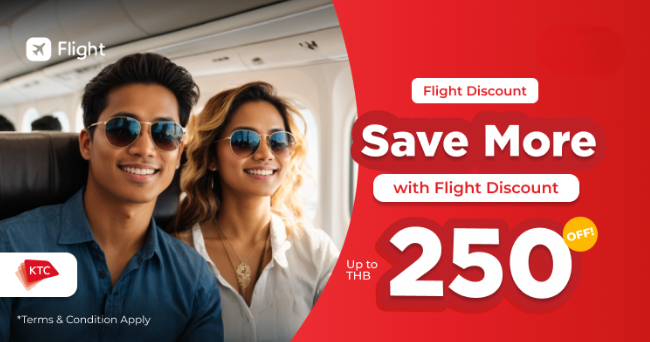 Flight
Flight Discount
Save More
with Flight Discount
Up to
THB
250
OFF!
KTC
*Terms & Condition Apply